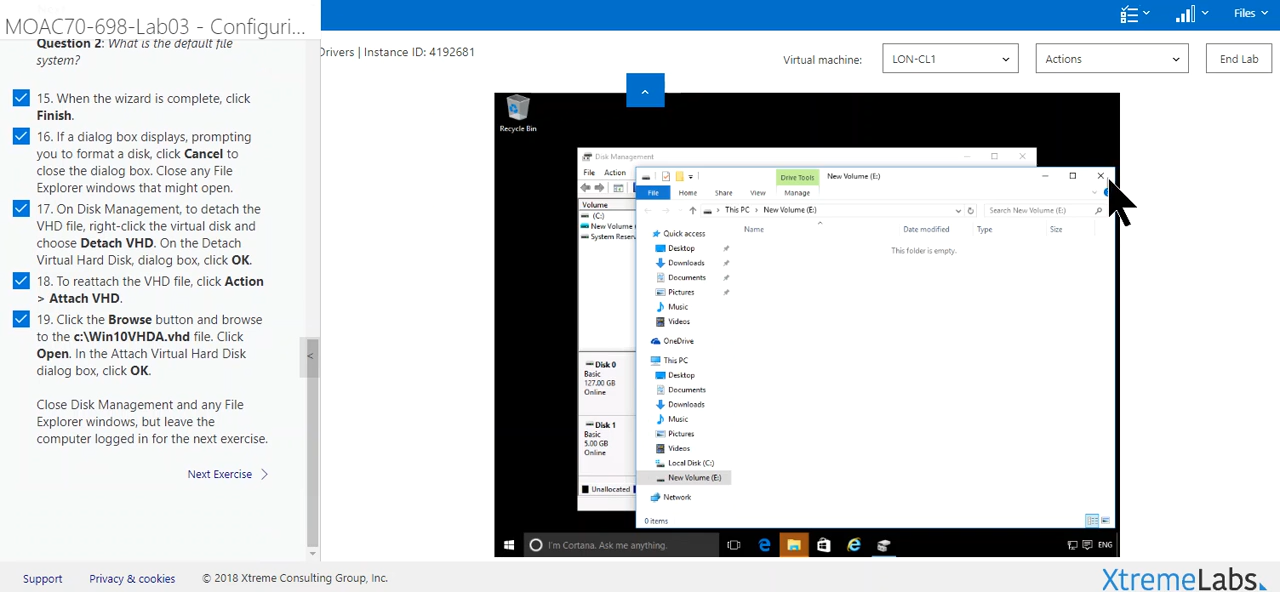 MOAC70-698-Lab03 - Configuri...
Files
Drivers | Instance ID: 4192681
Virtual machine:
LON-CL1
Actions
End Lab
Question 2: What is the default file
system?
15. When the wizard is complete, click
Finish.
16. If a dialog box displays, prompting
you to format a disk, click Cancel to
close the dialog box. Close any File
Explorer windows that might open.
17. On Disk Management, to detach the
VHD file, right-click the virtual disk and
choose Detach VHD. On the Detach
Virtual Hard Disk, dialog box, click OK.
18. To reattach the VHD file, click Action
> Attach VHD.
19. Click the Browse button and browse
to the c:\Win10VHDA.vhd file. Click
Open. In the Attach Virtual Hard Disk
dialog box, click OK.
Close Disk Management and any File
Explorer windows, but leave the
computer logged in for the next exercise.
Next Exercise >
<
Recycle Bin
Disk Management
File Action
Volume
(C:)
New Volume
System Reser
Disk 0
Basic
127.00 GB
Online
Disk 1
Basic
5.00 GB
Online
Unallocated
Drive Tools
New Volume (E:)
File Home Share View Manage
This PC > New Volume (E:)
Search New Volume (E:)
Name Date modified Type Size
This folder is empty.
Quick access
Desktop
Downloads
Documents
Pictures
Music
Videos
OneDrive
This PC
Desktop
Documents
Downloads
Music
Pictures
Videos
Local Disk (C:)
New Volume (E:)
Network
0 items
I'm Cortana. Ask me anything.
ENG
Support Privacy & cookies © 2018 Xtreme Consulting Group, Inc.
XtremeLabs.